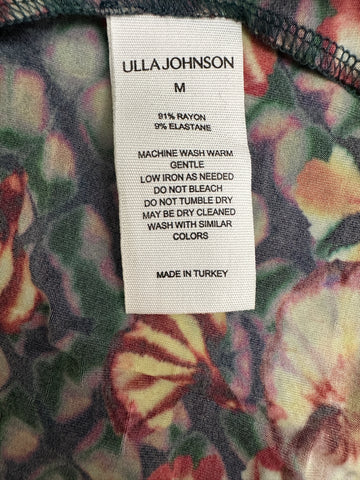 ULLA JOHNSON
M
91% RAYON
9% ELASTANE
MACHINE WASH WARM
GENTLE
LOW IRON AS NEEDED
DO NOT BLEACH
DO NOT TUMBLE DRY
MAY BE DRY CLEANED
WASH WITH SIMILAR
COLORS
MADE IN TURKEY